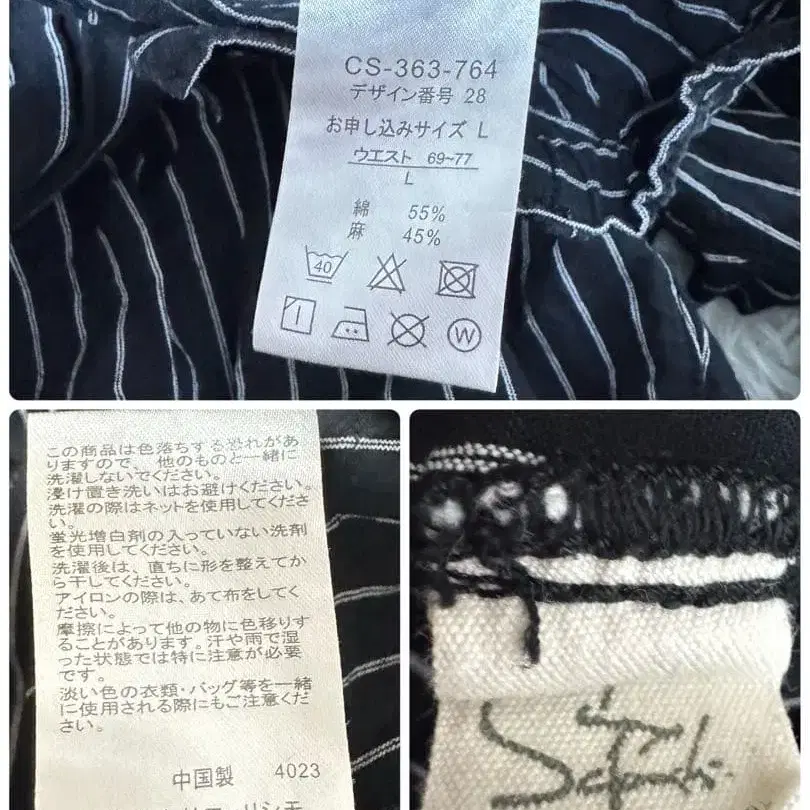 CS-363-764
デザイン番号 28
お申し込みサイズ L
ウエスト 69~77
L
綿 55%
麻 45%
40
W
この商品は色落ちする恐れがあ
りますので、他のものと一緒に
洗濯しないでください。
浸け置き洗いはお避けください。
洗濯の際はネットを使用してくださ
い。
蛍光増白剤の入っていない洗剤
を使用してください。
洗濯後は、直ちに形を整えてか
ら干してください。
アイロンの際は、あて布をしてく
ださい。
摩擦によって他の物に色移りす
ることがあります。汗や雨で湿
った状態では特に注意が必要
です。
淡い色の衣類・バッグ等を一緒
に使用される際にもご注意くだ
さい。
中国製 4023